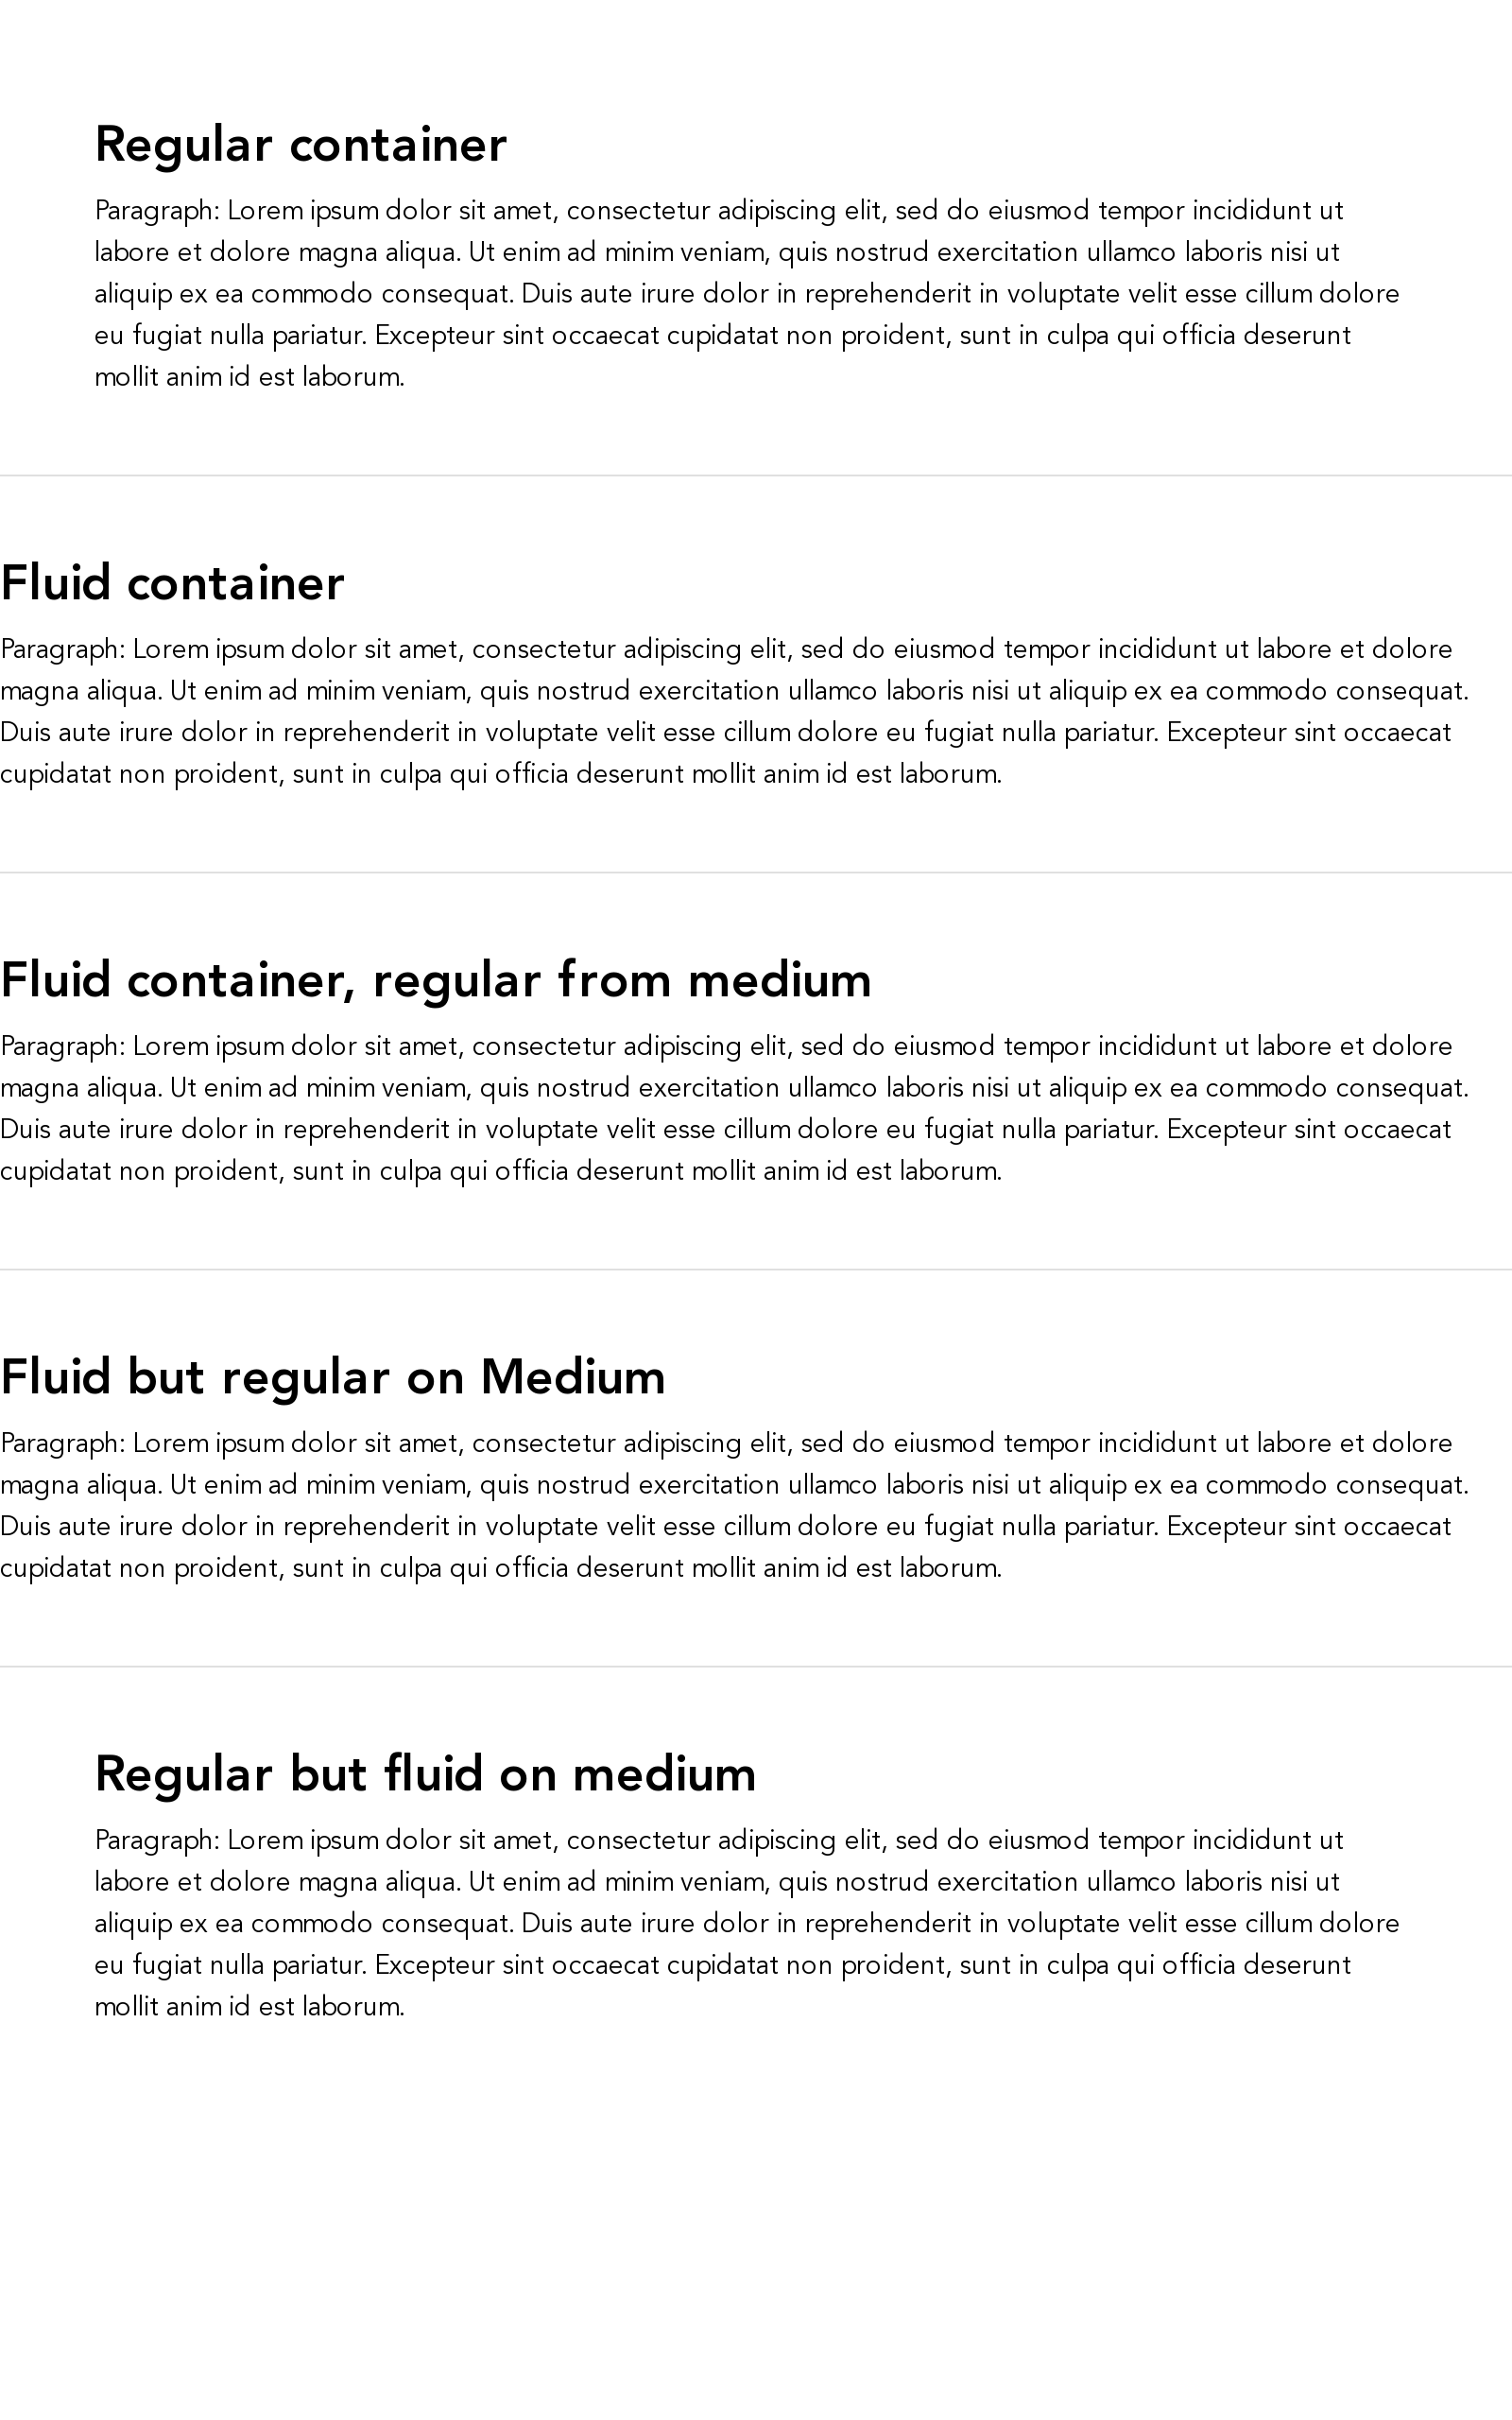 Regular container
Paragraph: Lorem ipsum dolor sit amet, consectetur adipiscing elit, sed do eiusmod tempor incididunt ut
labore et dolore magna aliqua. Ut enim ad minim veniam, quis nostrud exercitation ullamco laboris nisi ut
aliquip ex ea commodo consequat. Duis aute irure dolor in reprehenderit in voluptate velit esse cillum dolore
eu fugiat nulla pariatur. Excepteur sint occaecat cupidatat non proident, sunt in culpa qui officia deserunt
mollit anim id est laborum.
Fluid container
Paragraph: Lorem ipsum dolor sit amet, consectetur adipiscing elit, sed do eiusmod tempor incididunt ut labore et dolore
magna aliqua. Ut enim ad minim veniam, quis nostrud exercitation ullamco laboris nisi ut aliquip ex ea commodo consequat.
Duis aute irure dolor in reprehenderit in voluptate velit esse cillum dolore eu fugiat nulla pariatur. Excepteur sint occaecat
cupidatat non proident, sunt in culpa qui officia deserunt mollit anim id est laborum.
Fluid container, regular from medium
Paragraph: Lorem ipsum dolor sit amet, consectetur adipiscing elit, sed do eiusmod tempor incididunt ut labore et dolore
magna aliqua. Ut enim ad minim veniam, quis nostrud exercitation ullamco laboris nisi ut aliquip ex ea commodo consequat.
Duis aute irure dolor in reprehenderit in voluptate velit esse cillum dolore eu fugiat nulla pariatur. Excepteur sint occaecat
cupidatat non proident, sunt in culpa qui officia deserunt mollit anim id est laborum.
Fluid but regular on Medium
Paragraph: Lorem ipsum dolor sit amet, consectetur adipiscing elit, sed do eiusmod tempor incididunt ut labore et dolore
magna aliqua. Ut enim ad minim veniam, quis nostrud exercitation ullamco laboris nisi ut aliquip ex ea commodo consequat.
Duis aute irure dolor in reprehenderit in voluptate velit esse cillum dolore eu fugiat nulla pariatur. Excepteur sint occaecat
cupidatat non proident, sunt in culpa qui officia deserunt mollit anim id est laborum.
Regular but fluid on medium
Paragraph: Lorem ipsum dolor sit amet, consectetur adipiscing elit, sed do eiusmod tempor incididunt ut
labore et dolore magna aliqua. Ut enim ad minim veniam, quis nostrud exercitation ullamco laboris nisi ut
aliquip ex ea commodo consequat. Duis aute irure dolor in reprehenderit in voluptate velit esse cillum dolore
eu fugiat nulla pariatur. Excepteur sint occaecat cupidatat non proident, sunt in culpa qui officia deserunt
mollit anim id est laborum.